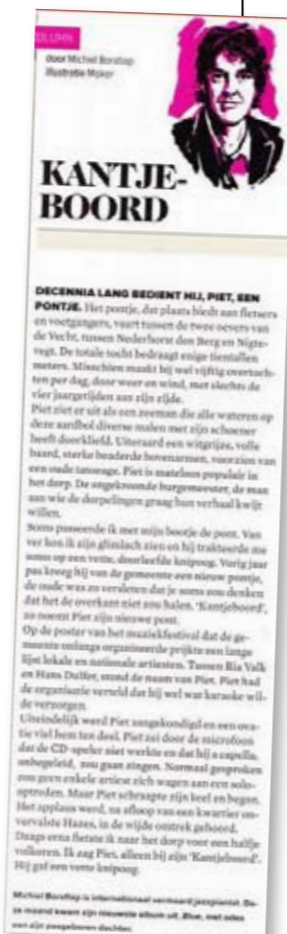 COLUMN
door Michiel Borstlap
illustratie Maker
KANTJE-
BOORD
DECENNIA LANG BEDIENT HIJ, PIET, EEN
PONTJE. Het pontje, dat plaats biedt aan fietsers
en voetgangers, vaart tussen de twee oevers van
de Vecht, tussen Nederhorst den Berg en Nigte-
vegt. De totale tocht bedraagt enige tientallen
meters. Misschien maakt hij wel vijftig overtoch-
ten per dag, door weer en wind, met slechts de
vier jaargetijden aan zijn zijde.
Piet ziet er uit als een zeeman die alle wateren op
deze aardbol diverse malen met zijn schoener
heeft doorkliefd. Uiteraard een witgrijze, volle
baard, sterke beaderde bovenarmen, voorzien van
een oude tatoeage. Piet is mateloos populair in
het dorp. De ongekroonde burgemeester, de man
aan wie de dorpelingen graag hun verhaal kwijt
willen.
Soms passeerde ik met mijn bootje de pont. Van
ver kon ik zijn glimlach zien en hij trakteerde me
soms op een vette, doorleefde knipoog. Vorig jaar
pas kreeg hij van de gemeente een nieuw pontje,
de oude was zo versleten dat je soms zou denken
dat het de overkant niet zou halen. 'Kantjeboord',
zo noemt Piet zijn nieuwe pont.
Op de poster van het muziekfestival dat de ge-
meente onlangs organiseerde prijkte een lange
lijst lokale en nationale artiesten. Tussen Ria Valk
en Hans Dulfer, stond de naam van Piet. Piet had
de organisatie verteld dat hij wel wat karaoke wil-
de verzorgen.
Uiteindelijk werd Piet aangekondigd en een ova-
tie viel hem ten deel. Piet zei door de microfoon
dat de CD-speler niet werkte en dat hij a capella,
onbegeleid, zou gaan zingen. Normaal gesproken
zou geen enkele artiest zich wagen aan een solo-
optreden. Maar Piet schraapte zijn keel en begon.
Het applaus werd, na afloop van een kwartier on-
vervalste Hazes, in de wijde omtrek gehoord.
Daags erna fietste ik naar het dorp voor een halfje
volkoren. Ik zag Piet, alleen bij zijn 'Kantjeboord'.
Hij gaf een vette knipoog.
Michiel Borstlap is internationaal vermaard jazzpianist. De-
ze maand kwam zijn nieuwste album uit, Blue, met odes
aan zijn pasgeboren dochter.